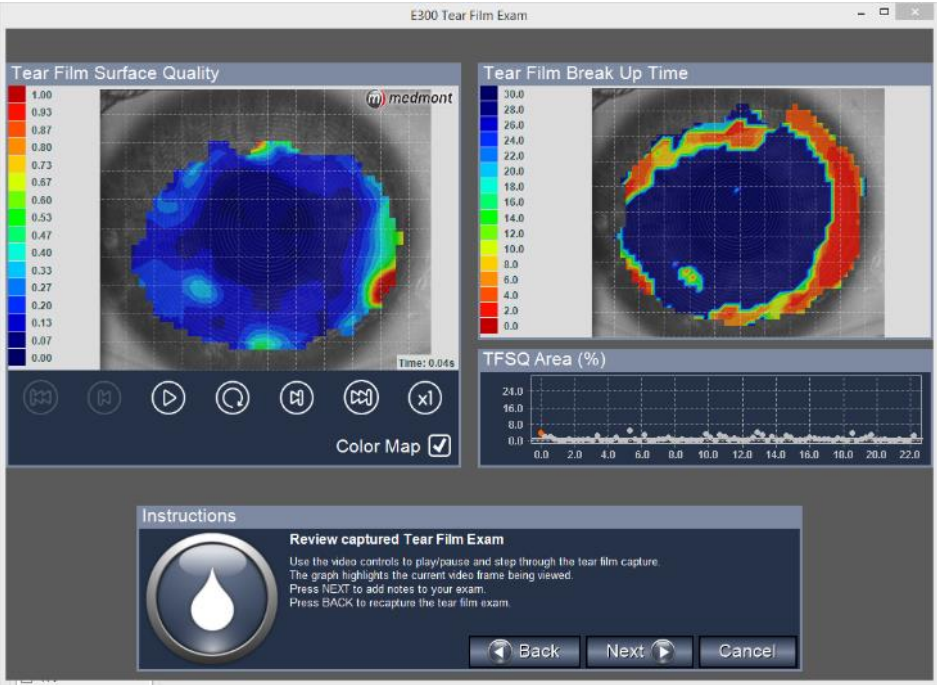 E300 Tear Film Exam
Tear Film Surface Quality
1.00
0.93
0.87
0.80
0.73
0.67
0.60
0.53
0.47
0.40
0.33
0.27
0.20
0.13
0.07
0.00
medmont
Time: 0.04s
x1
Color Map
Tear Film Break Up Time
30.0
28.0
26.0
24.0
22.0
20.0
18.0
16.0
14.0
12.0
10.0
8.0
6.0
4.0
2.0
0.0
TFSQ Area (%)
24.0
16.0
8.0
0.0
0.0 2.0 4.0 6.0 8.0 10.0 12.0 14.0 16.0 18.0 20.0 22.0
Instructions
Review captured Tear Film Exam
Use the video controls to play/pause and step through the tear film capture.
The graph highlights the current video frame being viewed.
Press NEXT to add notes to your exam.
Press BACK to recapture the tear film exam.
Back Next Cancel